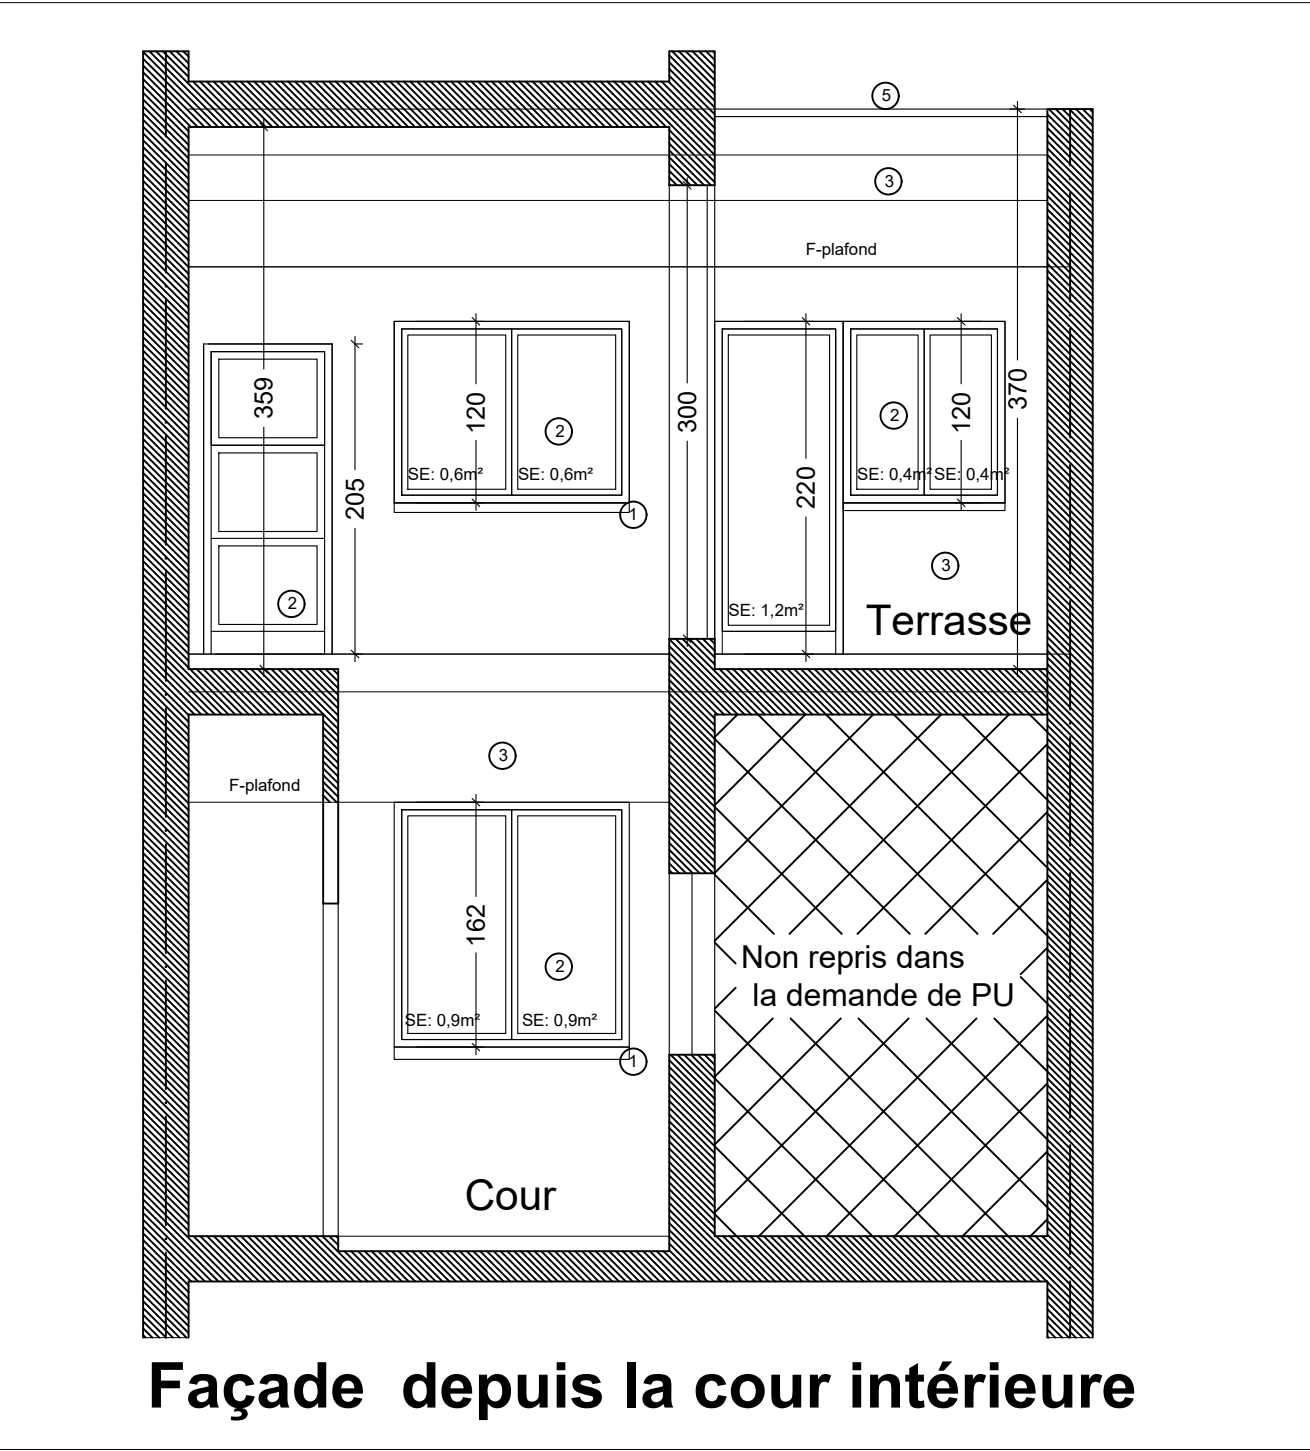 5
3
F-plafond
359
205
120
2
SE: 0,6m²
SE: 0,6m²
1
2
300
220
SE: 1,2m²
2
120
SE: 0,4m²
SE: 0,4m²
370
3
Terrasse
3
F-plafond
162
2
SE: 0,9m²
SE: 0,9m²
1
Non repris dans
la demande de PU
Cour
Façade depuis la cour intérieure